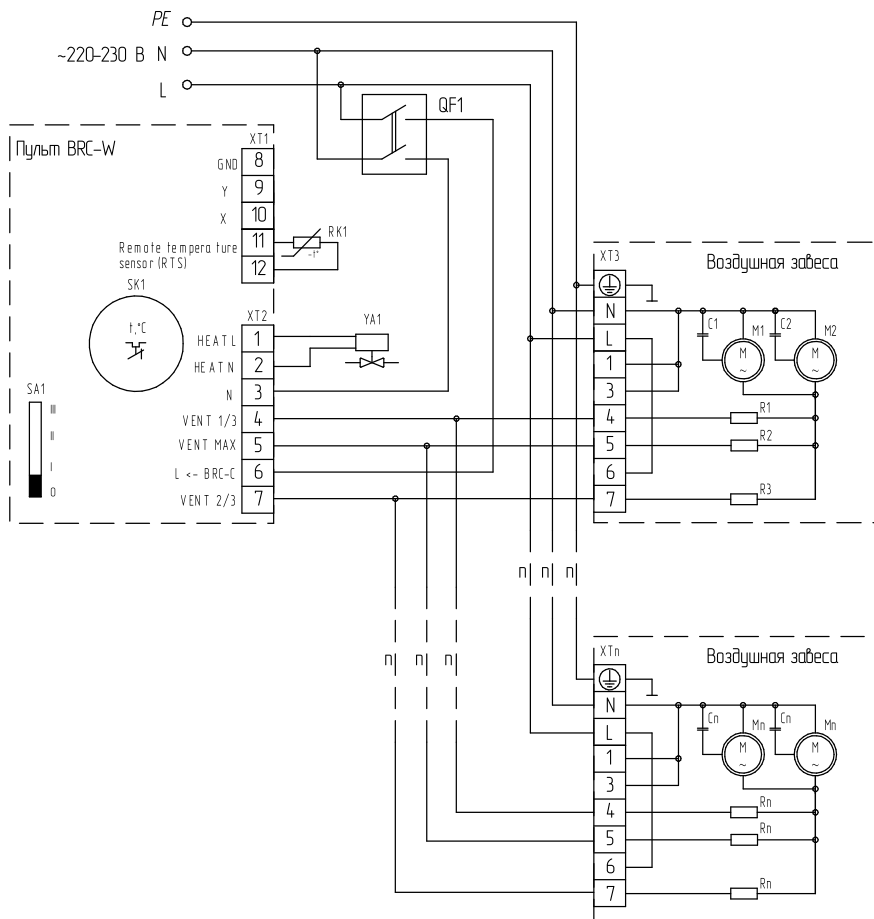 PE
~220-230 В N
L
QF1
Пульт BRC-W
XT1
GND 8
Y 9
X 10
11
Remote temperature
sensor (RTS)
12
RK1
-t°
SK1
t,°C
XT2
HEAT L 1
HEAT N 2
N 3
VENT 1/3 4
VENT MAX 5
L <- BRC-C 6
VENT 2/3 7
YA1
SA1
III
II
I
0
XT3
Воздушная завеса
N
L
1
3
4
5
6
7
C1
M1
C2
M2
M
~
M
~
R1
R2
R3
п п п
п п п
XTn
Воздушная завеса
N
L
1
3
4
5
6
7
Cn
Mn
Cn
Mn
M
~
M
~
Rn
Rn
Rn